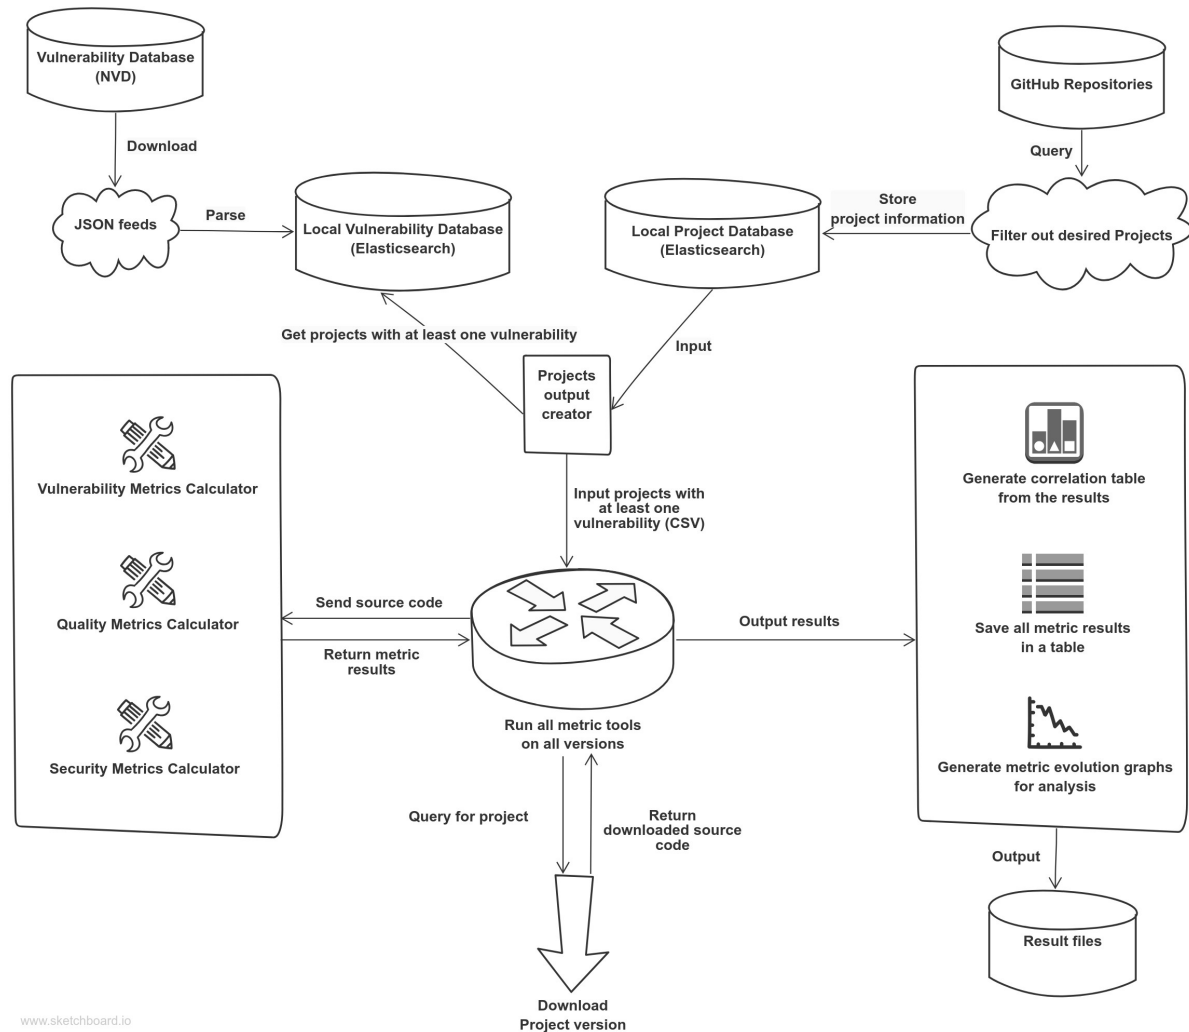 Vulnerability Database
(NVD)
GitHub Repositories
Download
Query
JSON feeds
Parse
Local Vulnerability Database
(Elasticsearch)
Local Project Database
(Elasticsearch)
Store
project information
Filter out desired Projects
Get projects with at least one vulnerability
Input
Projects
output
creator
Input projects with
at least one
vulnerability (CSV)
Vulnerability Metrics Calculator
Quality Metrics Calculator
Security Metrics Calculator
Send source code
Return metric
results
Run all metric tools
on all versions
Output results
Generate correlation table
from the results
Save all metric results
in a table
Generate metric evolution graphs
for analysis
Query for project
Return
downloaded source
code
Output
Result files
Download
Project version
www.sketchboard.io